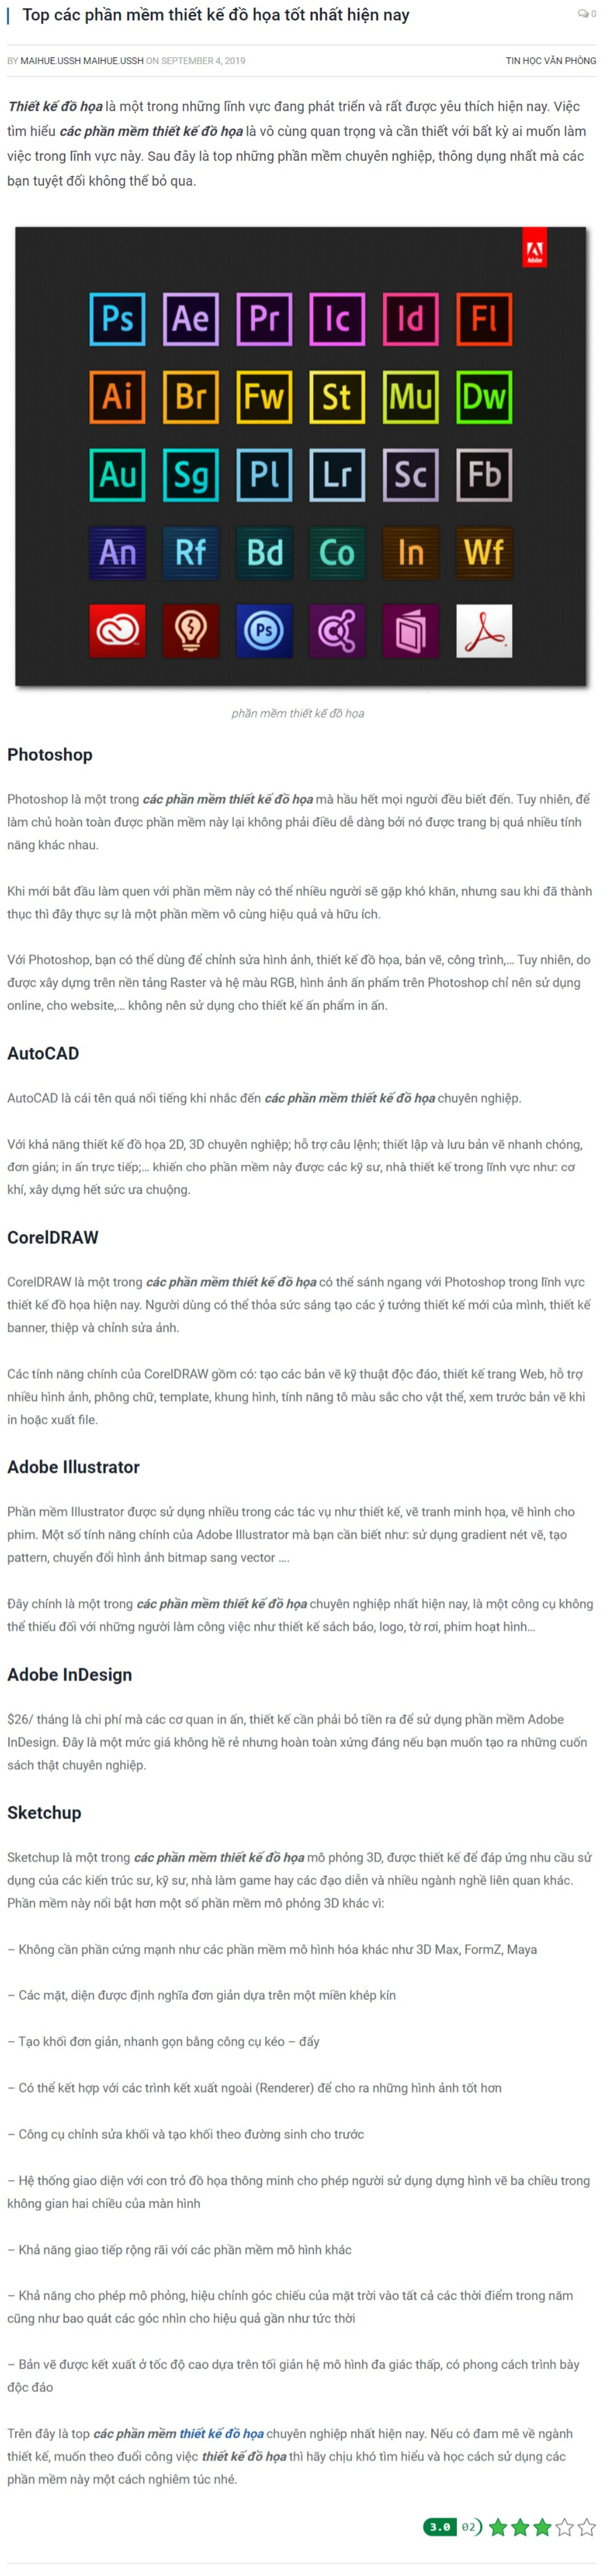 Top các phần mềm thiết kế đồ họa tốt nhất hiện nay
0
BY MAIHUE.USSH MAIHUE.USSH ON SEPTEMBER 4, 2019
TIN HỌC VĂN PHÒNG
Thiết kế đồ họa là một trong những lĩnh vực đang phát triển và rất được yêu thích hiện nay. Việc
tìm hiểu các phần mềm thiết kế đồ họa là vô cùng quan trọng và cần thiết với bất kỳ ai muốn làm
việc trong lĩnh vực này. Sau đây là top những phần mềm chuyên nghiệp, thông dụng nhất mà các
bạn tuyệt đối không thể bỏ qua.
Adobe
Ps Ae Pr Ic Id Fl
Ai Br Fw St Mu Dw
Au Sg Pl Lr Sc Fb
An Rf Bd Co In Wf
Ps
phần mềm thiết kế đồ họa
Photoshop
Photoshop là một trong các phần mềm thiết kế đồ họa mà hầu hết mọi người đều biết đến. Tuy nhiên, để
làm chủ hoàn toàn được phần mềm này lại không phải điều dễ dàng bởi nó được trang bị quá nhiều tính
năng khác nhau.
Khi mới bắt đầu làm quen với phần mềm này có thể nhiều người sẽ gặp khó khăn, nhưng sau khi đã thành
thục thì đây thực sự là một phần mềm vô cùng hiệu quả và hữu ích.
Với Photoshop, bạn có thể dùng để chỉnh sửa hình ảnh, thiết kế đồ họa, bản vẽ, công trình,... Tuy nhiên, do
được xây dựng trên nền tảng Raster và hệ màu RGB, hình ảnh ấn phẩm trên Photoshop chỉ nên sử dụng
online, cho website,... không nên sử dụng cho thiết kế ấn phẩm in ấn.
AutoCAD
AutoCAD là cái tên quá nổi tiếng khi nhắc đến các phần mềm thiết kế đồ họa chuyên nghiệp.
Với khả năng thiết kế đồ họa 2D, 3D chuyên nghiệp; hỗ trợ câu lệnh; thiết lập và lưu bản vẽ nhanh chóng,
đơn giản; in ấn trực tiếp;... khiến cho phần mềm này được các kỹ sư, nhà thiết kế trong lĩnh vực như: cơ
khí, xây dựng hết sức ưa chuộng.
CorelDRAW
CorelDRAW là một trong các phần mềm thiết kế đồ họa có thể sánh ngang với Photoshop trong lĩnh vực
thiết kế đồ họa hiện nay. Người dùng có thể thỏa sức sáng tạo các ý tưởng thiết kế mới của mình, thiết kế
banner, thiệp và chỉnh sửa ảnh.
Các tính năng chính của CorelDRAW gồm có: tạo các bản vẽ kỹ thuật độc đáo, thiết kế trang Web, hỗ trợ
nhiều hình ảnh, phông chữ, template, khung hình, tính năng tô màu sắc cho vật thể, xem trước bản vẽ khi
in hoặc xuất file.
Adobe Illustrator
Phần mềm Illustrator được sử dụng nhiều trong các tác vụ như thiết kế, vẽ tranh minh họa, vẽ hình cho
phim. Một số tính năng chính của Adobe Illustrator mà bạn cần biết như: sử dụng gradient nét vẽ, tạo
pattern, chuyển đổi hình ảnh bitmap sang vector ....
Đây chính là một trong các phần mềm thiết kế đồ họa chuyên nghiệp nhất hiện nay, là một công cụ không
thể thiếu đối với những người làm công việc như thiết kế sách báo, logo, tờ rơi, phim hoạt hình...
Adobe InDesign
$26/ tháng là chi phí mà các cơ quan in ấn, thiết kế cần phải bỏ tiền ra để sử dụng phần mềm Adobe
InDesign. Đây là một mức giá không hề rẻ nhưng hoàn toàn xứng đáng nếu bạn muốn tạo ra những cuốn
sách thật chuyên nghiệp.
Sketchup
Sketchup là một trong các phần mềm thiết kế đồ họa mô phỏng 3D, được thiết kế để đáp ứng nhu cầu sử
dụng của các kiến trúc sư, kỹ sư, nhà làm game hay các đạo diễn và nhiều ngành nghề liên quan khác.
Phần mềm này nổi bật hơn một số phần mềm mô phỏng 3D khác vì:
– Không cần phần cứng mạnh như các phần mềm mô hình hóa khác như 3D Max, FormZ, Maya
– Các mặt, diện được định nghĩa đơn giản dựa trên một miền khép kín
– Tạo khối đơn giản, nhanh gọn bằng công cụ kéo – đẩy
– Có thể kết hợp với các trình kết xuất ngoài (Renderer) để cho ra những hình ảnh tốt hơn
– Công cụ chỉnh sửa khối và tạo khối theo đường sinh cho trước
– Hệ thống giao diện với con trỏ đồ họa thông minh cho phép người sử dụng dựng hình vẽ ba chiều trong
không gian hai chiều của màn hình
– Khả năng giao tiếp rộng rãi với các phần mềm mô hình khác
– Khả năng cho phép mô phỏng, hiệu chỉnh góc chiếu của mặt trời vào tất cả các thời điểm trong năm
cũng như bao quát các góc nhìn cho hiệu quả gần như tức thời
– Bản vẽ được kết xuất ở tốc độ cao dựa trên tối giản hệ mô hình đa giác thấp, có phong cách trình bày
độc đáo
Trên đây là top các phần mềm thiết kế đồ họa chuyên nghiệp nhất hiện nay. Nếu có đam mê về ngành
thiết kế, muốn theo đuổi công việc thiết kế đồ họa thì hãy chịu khó tìm hiểu và học cách sử dụng các
phần mềm này một cách nghiêm túc nhé.
3.0 02)